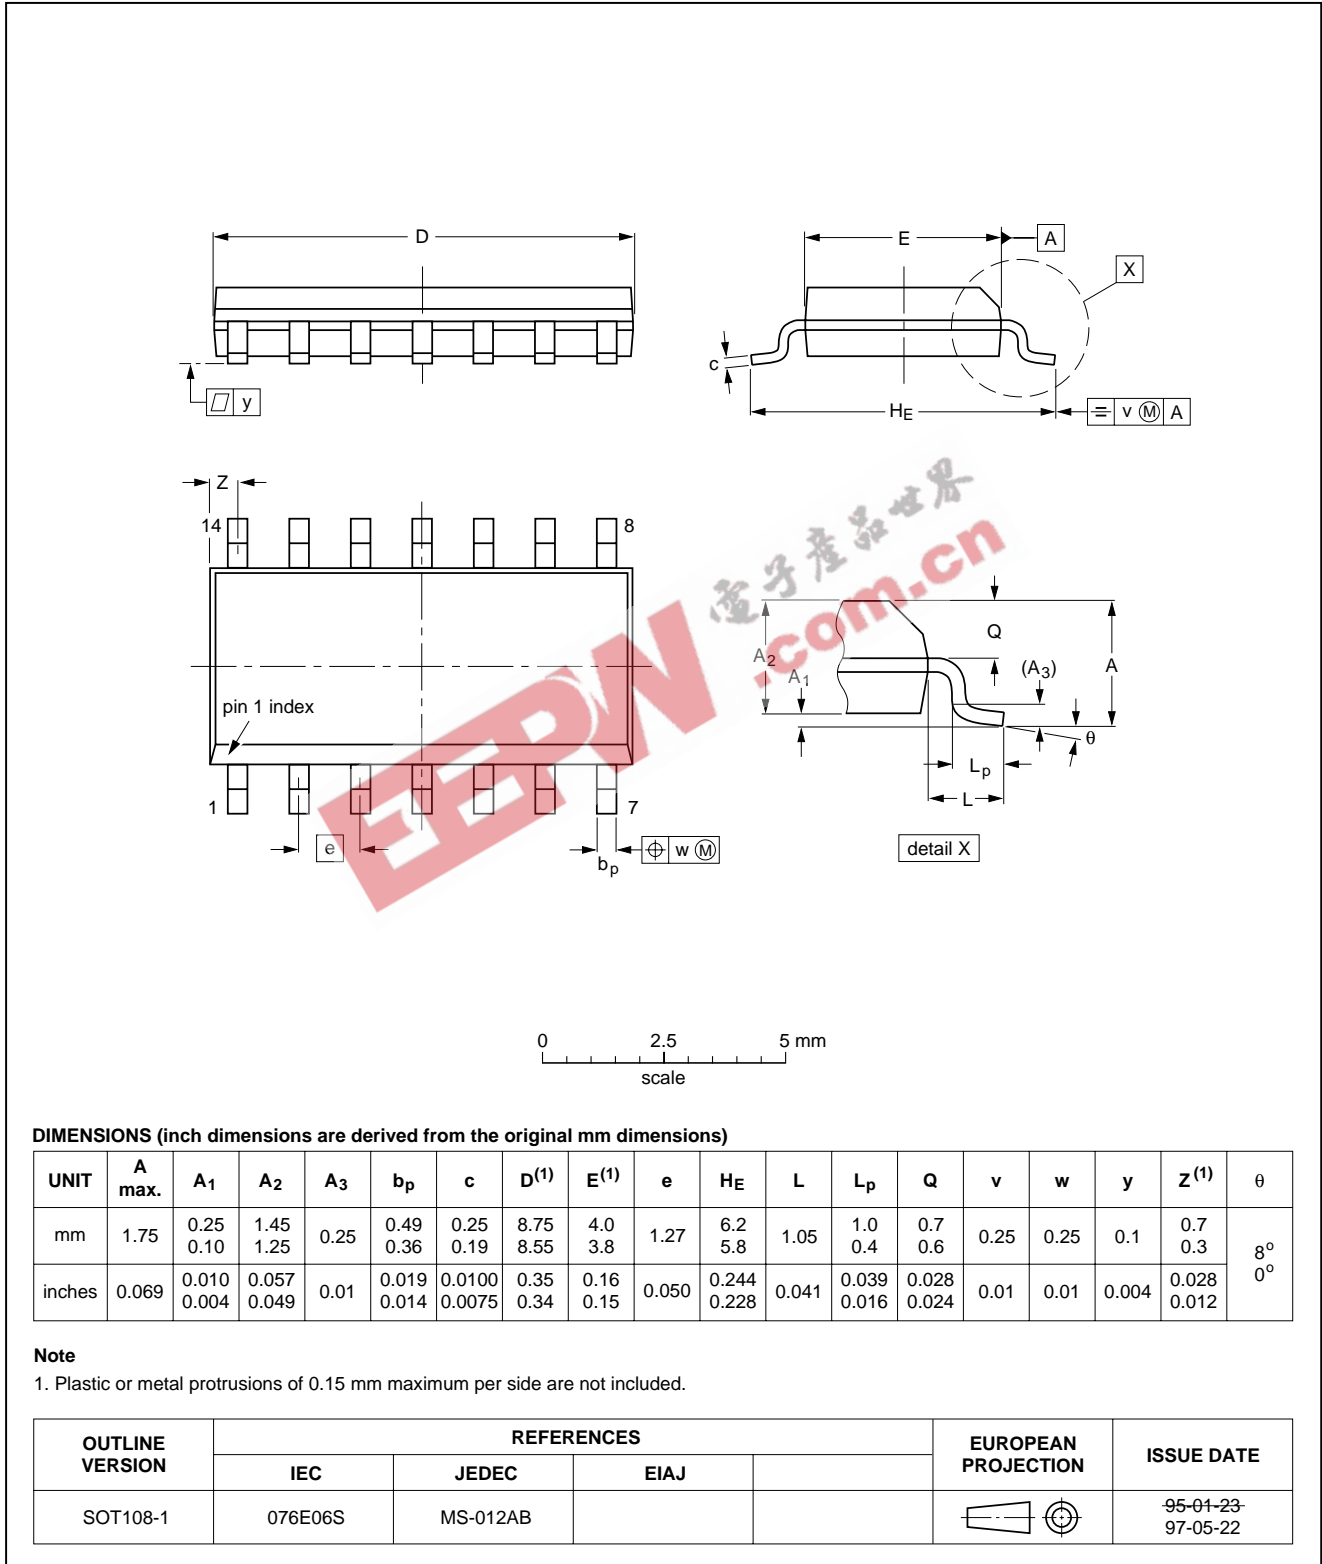 D
E
A
X
c
y
HE
v M A
Z
14
8
電子產品世界
.com.cn
EEPW
Q
A2
A1
(A3)
A
pin 1 index
θ
Lp
L
1
7
e
bp
w M
detail X
0 2.5 5 mm
scale
DIMENSIONS (inch dimensions are derived from the original mm dimensions)
UNIT A max. A1 A2 A3 bp c D(1) E(1) e HE L Lp Q v w y Z(1) θ
mm 1.75 0.25 0.10 1.45 1.25 0.25 0.49 0.36 0.25 0.19 8.75 8.55 4.0 3.8 1.27 6.2 5.8 1.05 1.0 0.4 0.7 0.6 0.25 0.25 0.1 0.7 0.3 8o 0o
inches 0.069 0.010 0.004 0.057 0.049 0.01 0.019 0.014 0.0100 0.0075 0.35 0.34 0.16 0.15 0.050 0.244 0.228 0.041 0.039 0.016 0.028 0.024 0.01 0.01 0.004 0.028 0.012
Note
1. Plastic or metal protrusions of 0.15 mm maximum per side are not included.
OUTLINE VERSION REFERENCES EUROPEAN PROJECTION ISSUE DATE
IEC JEDEC EIAJ
SOT108-1 076E06S MS-012AB 95-01-23
97-05-22